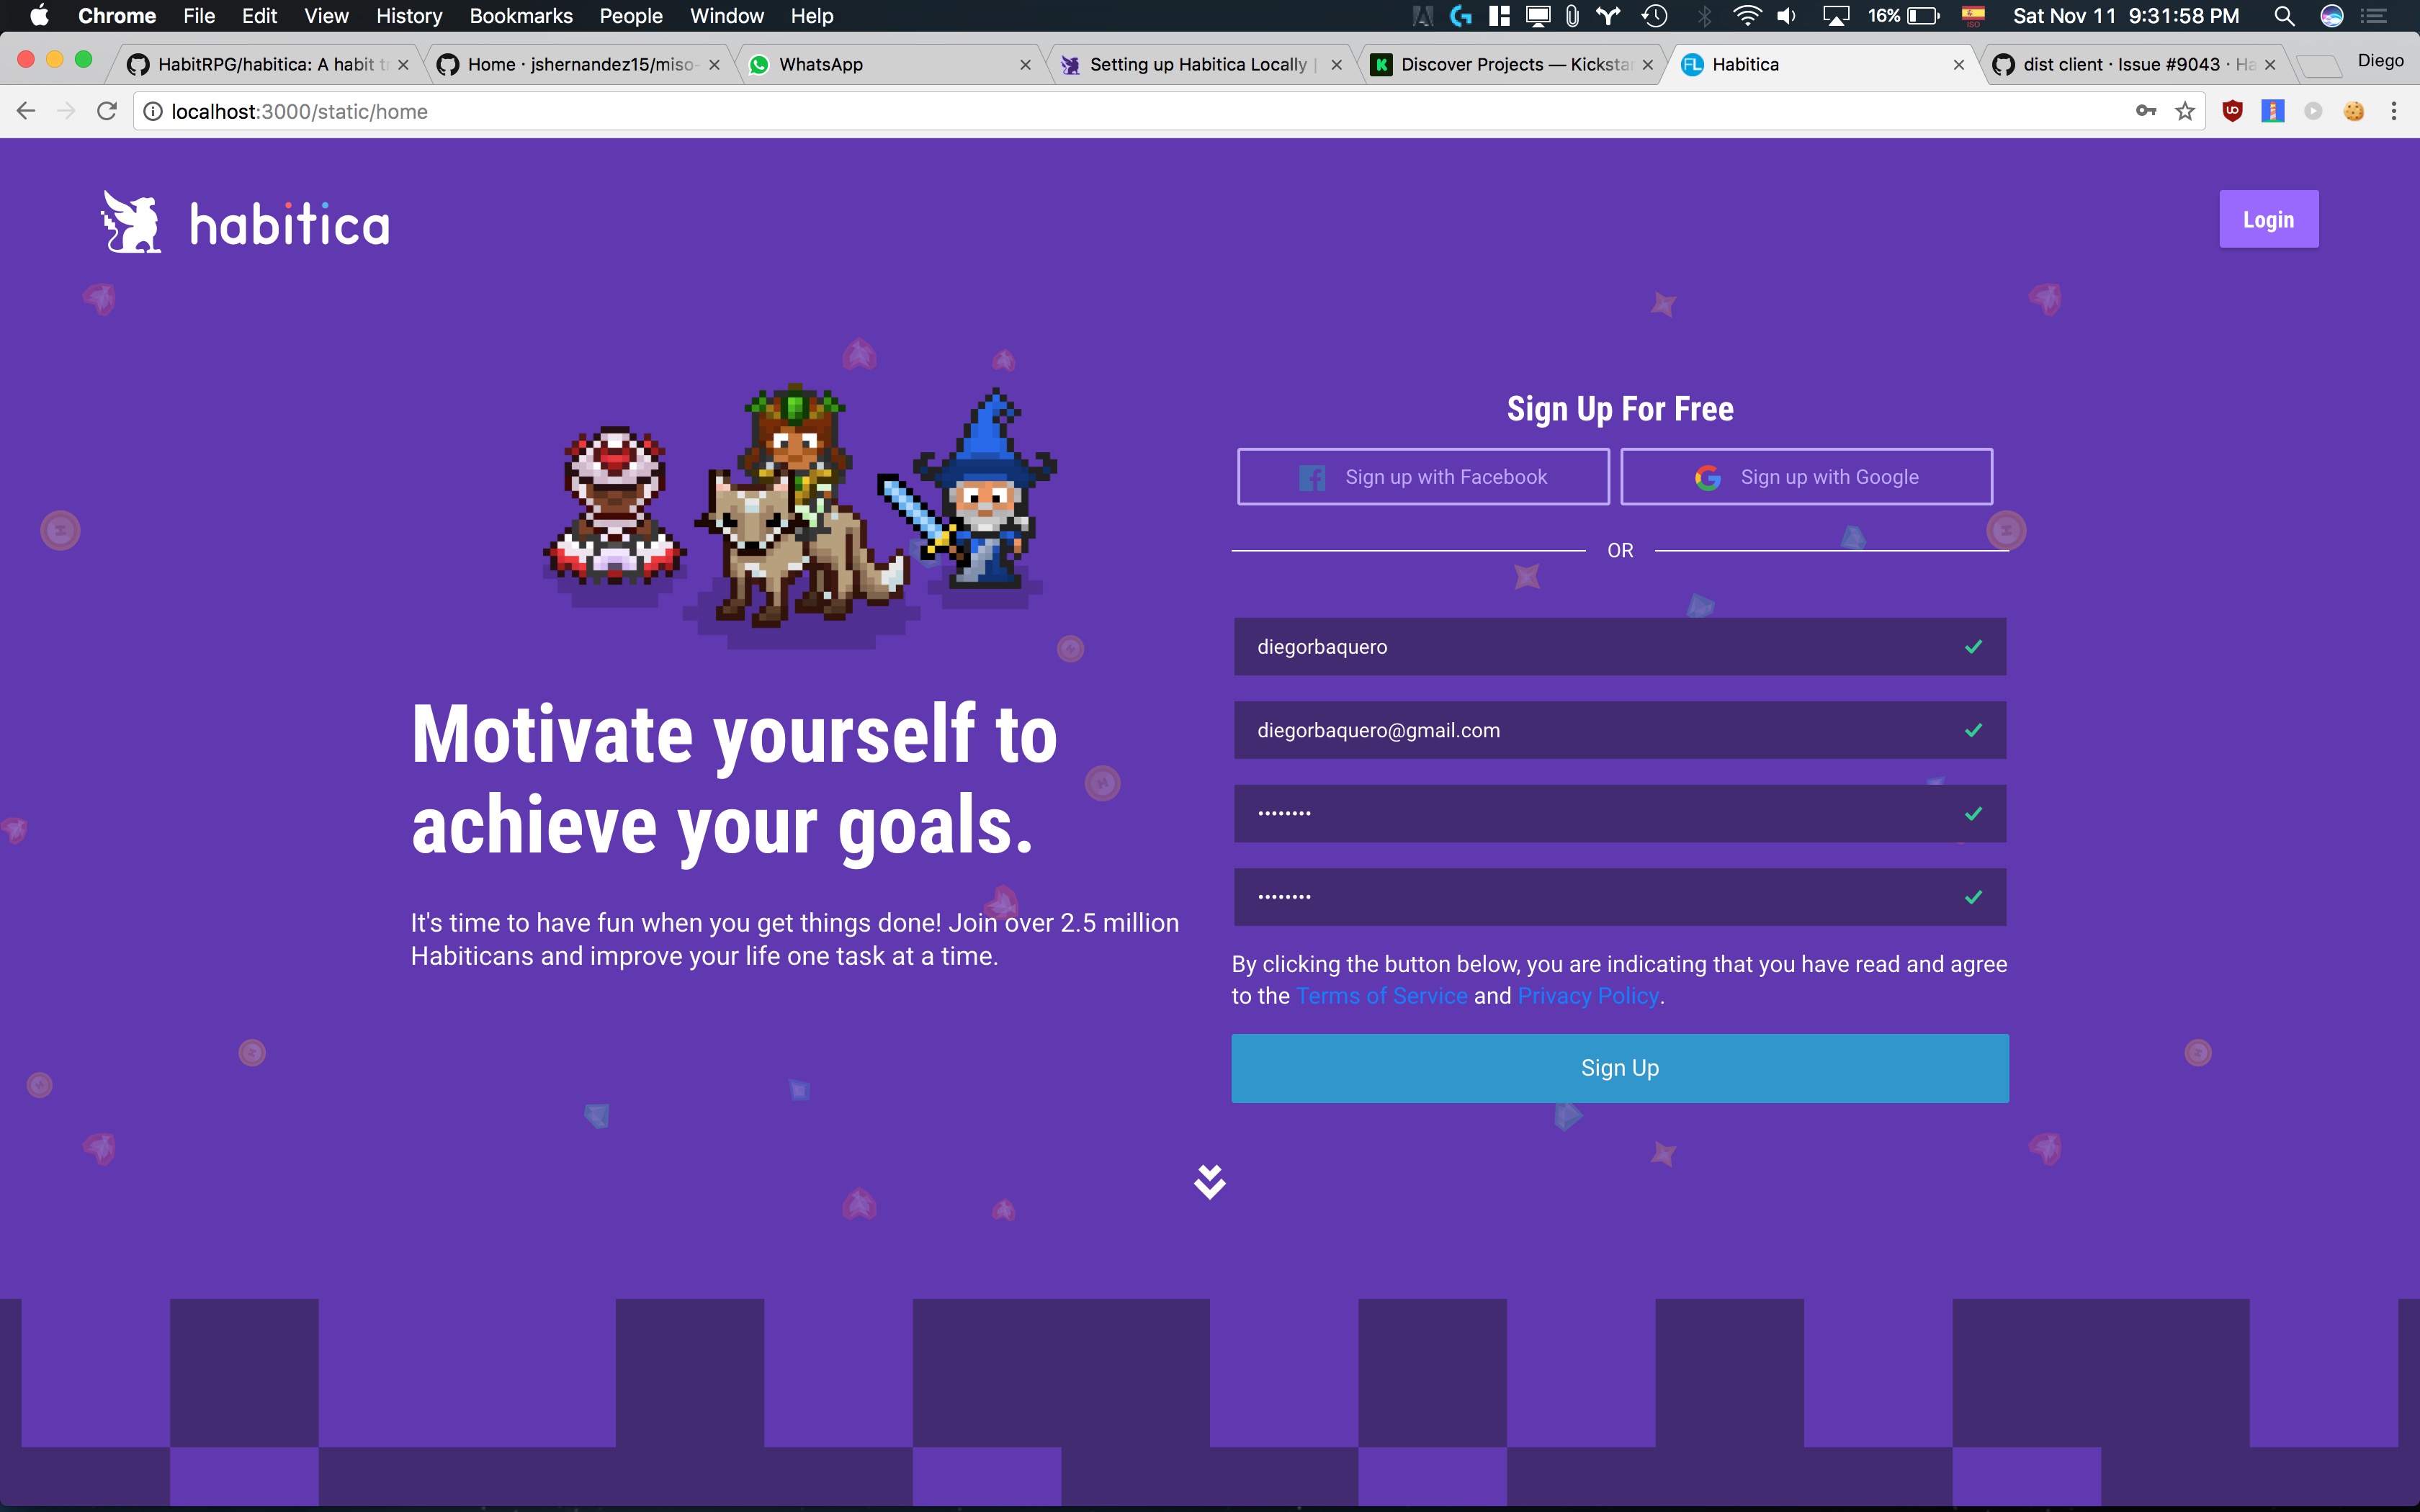 Chrome File Edit View History Bookmarks People Window Help 16% ISO Sat Nov 11 9:31:58 PM
HabitRPG/habitica: A habit tr Home · jshernandez15/miso- WhatsApp Setting up Habitica Locally | Discover Projects — Kickstar Habitica dist client · Issue #9043 · Ha Diego
localhost:3000/static/home
habitica
Login
Sign Up For Free
Sign up with Facebook Sign up with Google
OR
diegorbaquero
diegorbaquero@gmail.com
••••••••
••••••••
Motivate yourself to
achieve your goals.
It's time to have fun when you get things done! Join over 2.5 million
Habiticans and improve your life one task at a time.
By clicking the button below, you are indicating that you have read and agree
to the Terms of Service and Privacy Policy.
Sign Up